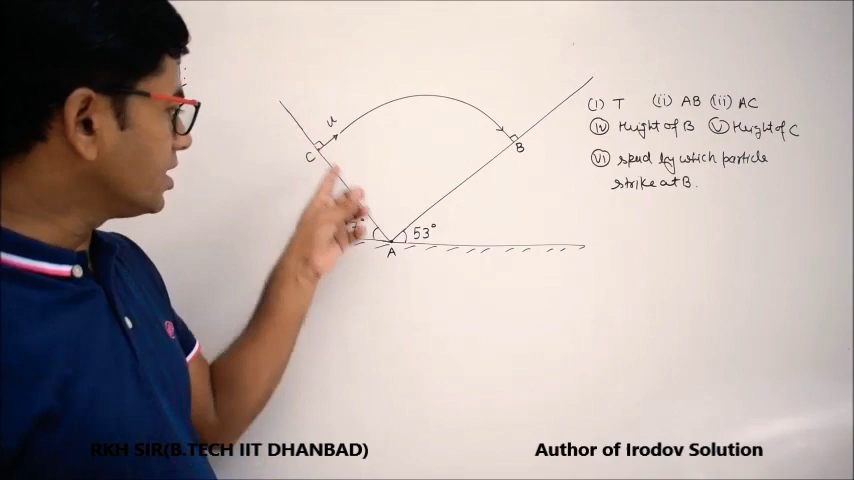 (i) T (ii) AB (iii) AC
(iv) Height of B (v) Height of C
(vi) speed by which particle
strike at B.
u
C
B
53°
A
RKH SIR(B.TECH IIT DHANBAD)
Author of Irodov Solution